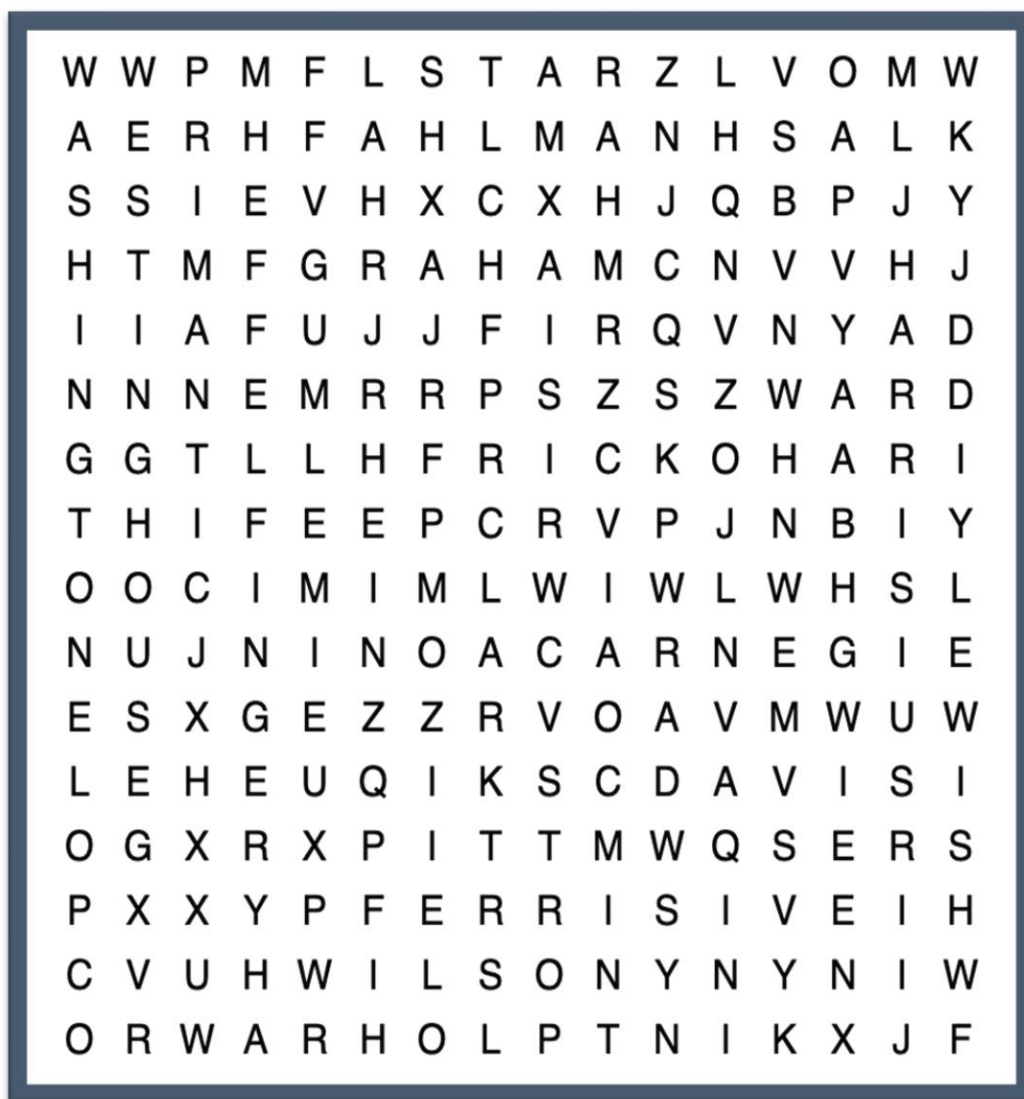 W W P M F L S T A R Z L V O M W
A E R H F A H L M A N H S A L K
S S I E V H X C X H J Q B P J Y
H T M F G R A H A M C N V V H J
I I A F U J J F I R Q V N Y A D
N N N E M R R P S Z S Z W A R D
G G T L L H F R I C K O H A R I
T H I F E E P C R V P J N B I Y
O O C I M I M L W I W L W H S L
N U J N I N O A C A R N E G I E
E S X G E Z Z R V O A V M W U W
L E H E U Q I K S C D A V I S I
O G X R X P I T T M W Q S E R S
P X X Y P F E R R I S I V E I H
C V U H W I L S O N Y N Y N I W
O R W A R H O L P T N I K X J F